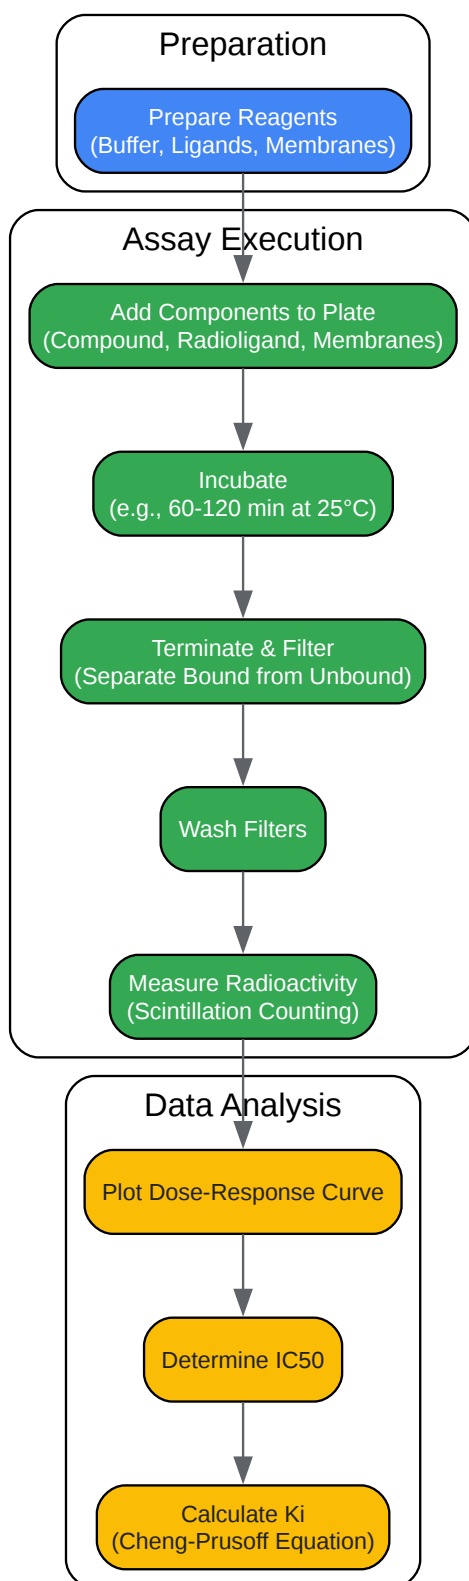 Preparation
Prepare Reagents
(Buffer, Ligands, Membranes)
Assay Execution
Add Components to Plate
(Compound, Radioligand, Membranes)
Incubate
(e.g., 60-120 min at 25°C)
Terminate & Filter
(Separate Bound from Unbound)
Wash Filters
Measure Radioactivity
(Scintillation Counting)
Data Analysis
Plot Dose-Response Curve
Determine IC50
Calculate Ki
(Cheng-Prusoff Equation)